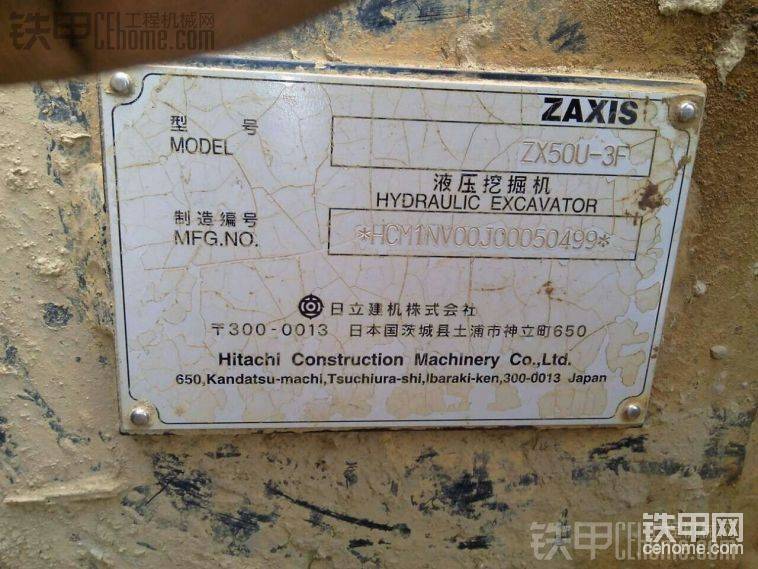 铁甲 工程机械网
CEhome.com
ZAXIS
型 号
MODEL ZX50U-3F
液压挖掘机
HYDRAULIC EXCAVATOR
制造编号
MFG.NO. *HCM1NV00J00050499*
日立建机株式会社
〒300-0013 日本国茨城县土浦市神立町650
Hitachi Construction Machinery Co.,Ltd.
650,Kandatsu-machi,Tsuchiura-shi,Ibaraki-ken,300-0013 Japan
铁甲网
cehome.com